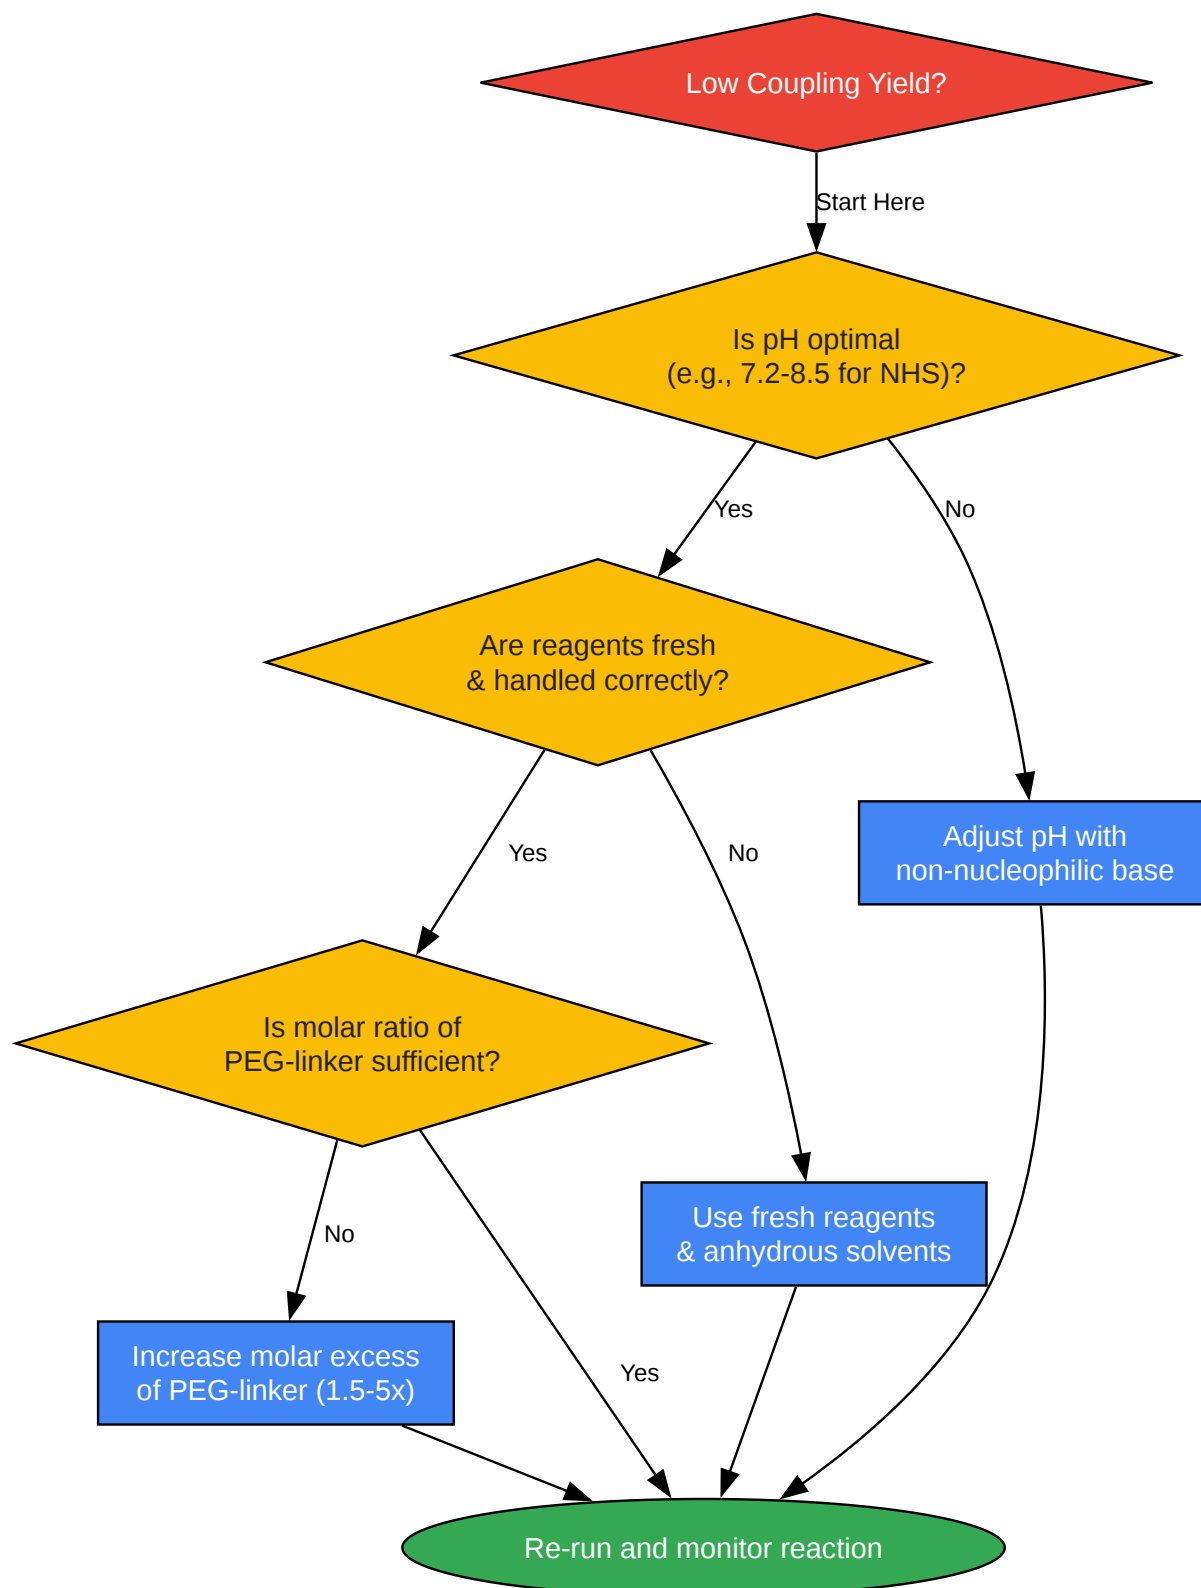 Low Coupling Yield?
Start Here
Is pH optimal
(e.g., 7.2-8.5 for NHS)?
Yes
No
Are reagents fresh
& handled correctly?
Yes
No
Adjust pH with
non-nucleophilic base
Is molar ratio of
PEG-linker sufficient?
No
Yes
Use fresh reagents
& anhydrous solvents
Increase molar excess
of PEG-linker (1.5-5x)
Re-run and monitor reaction